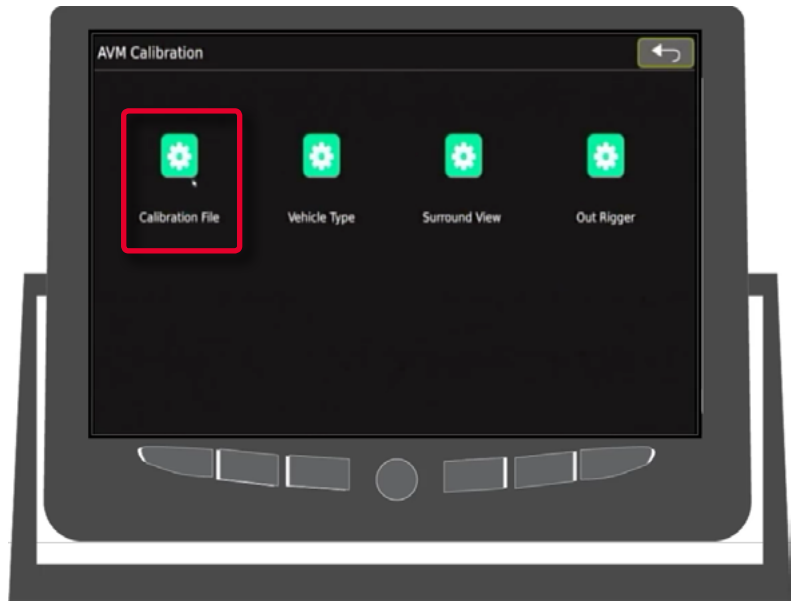 AVM Calibration
Calibration File
Vehicle Type
Surround View
Out Rigger